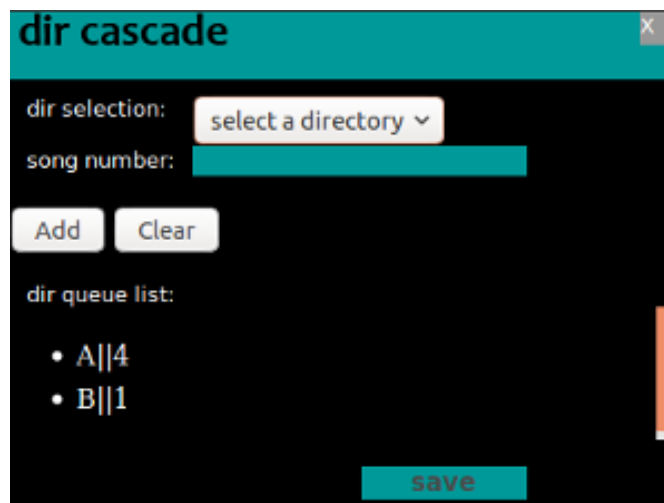 dir cascade X
dir selection: select a directory
song number:
Add Clear
dir queue list:
• A||4
• B||1
save